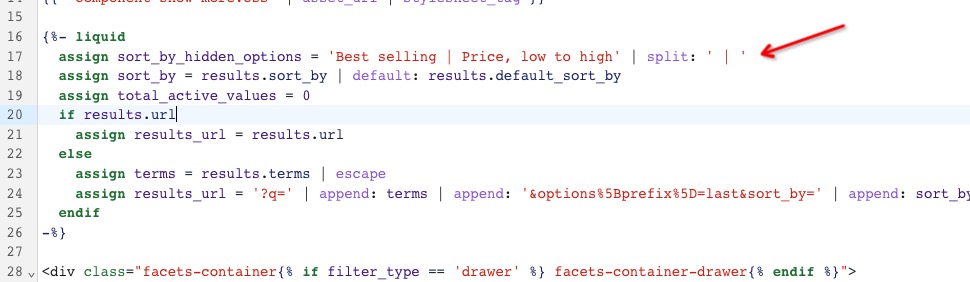 14 {{ 'component-show-more.css' | asset_url | stylesheet_tag }}
15
16 {%- liquid
17 assign sort_by_hidden_options = 'Best selling | Price, low to high' | split: ' | '
18 assign sort_by = results.sort_by | default: results.default_sort_by
19 assign total_active_values = 0
20 if results.url
21 assign results_url = results.url
22 else
23 assign terms = results.terms | escape
24 assign results_url = '?q=' | append: terms | append: '&options%5Bprefix%5D=last&sort_by=' | append: sort_by
25 endif
26 -%}
27
28 <div class="facets-container{% if filter_type == 'drawer' %} facets-container-drawer{% endif %}">